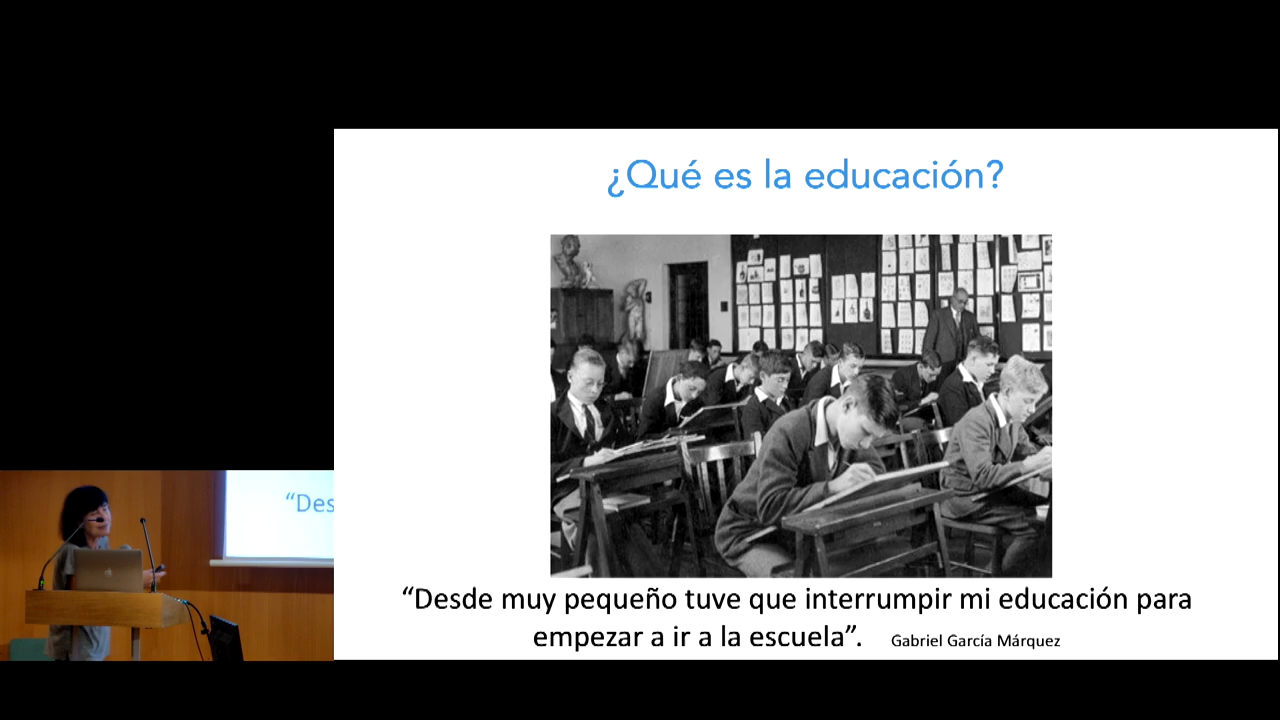 ¿Qué es la educación?
“Desde muy pequeño tuve que interrumpir mi educación para
empezar a ir a la escuela”. Gabriel García Márquez
“Des